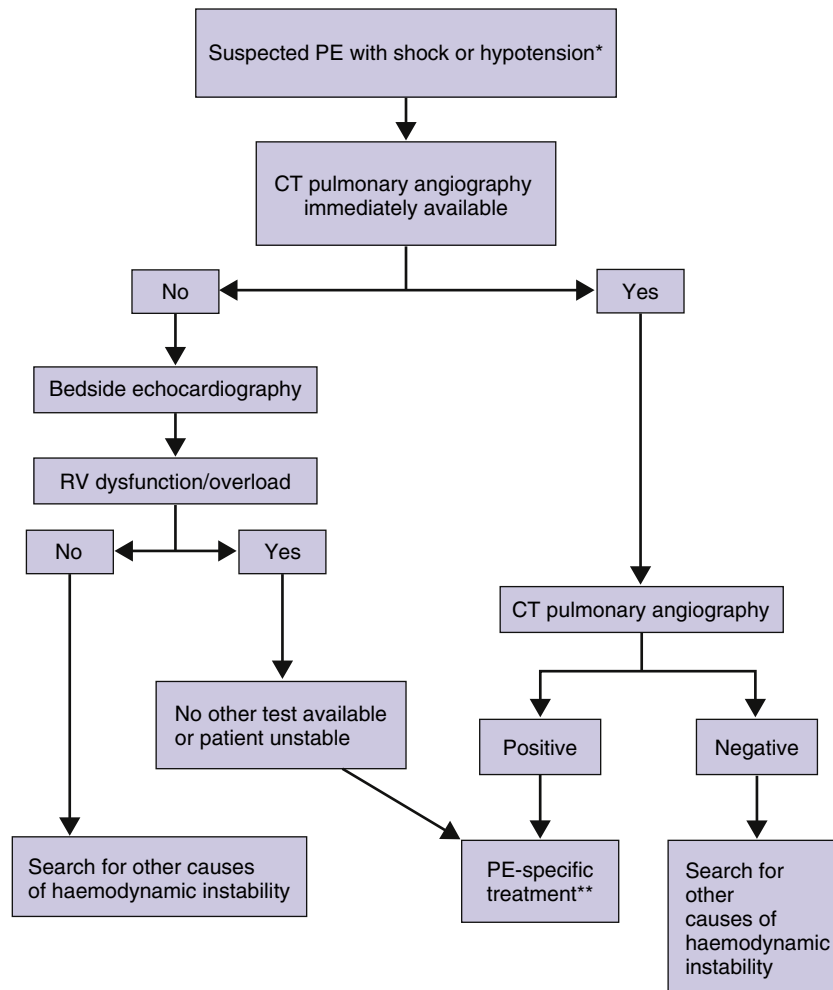 Suspected PE with shock or hypotension*
CT pulmonary angiography
immediately available
No
Yes
Bedside echocardiography
RV dysfunction/overload
No
Yes
CT pulmonary angiography
No other test available
or patient unstable
Positive
Negative
Search for other causes
of haemodynamic instability
PE-specific
treatment**
Search for
other
causes of
haemodynamic
instability